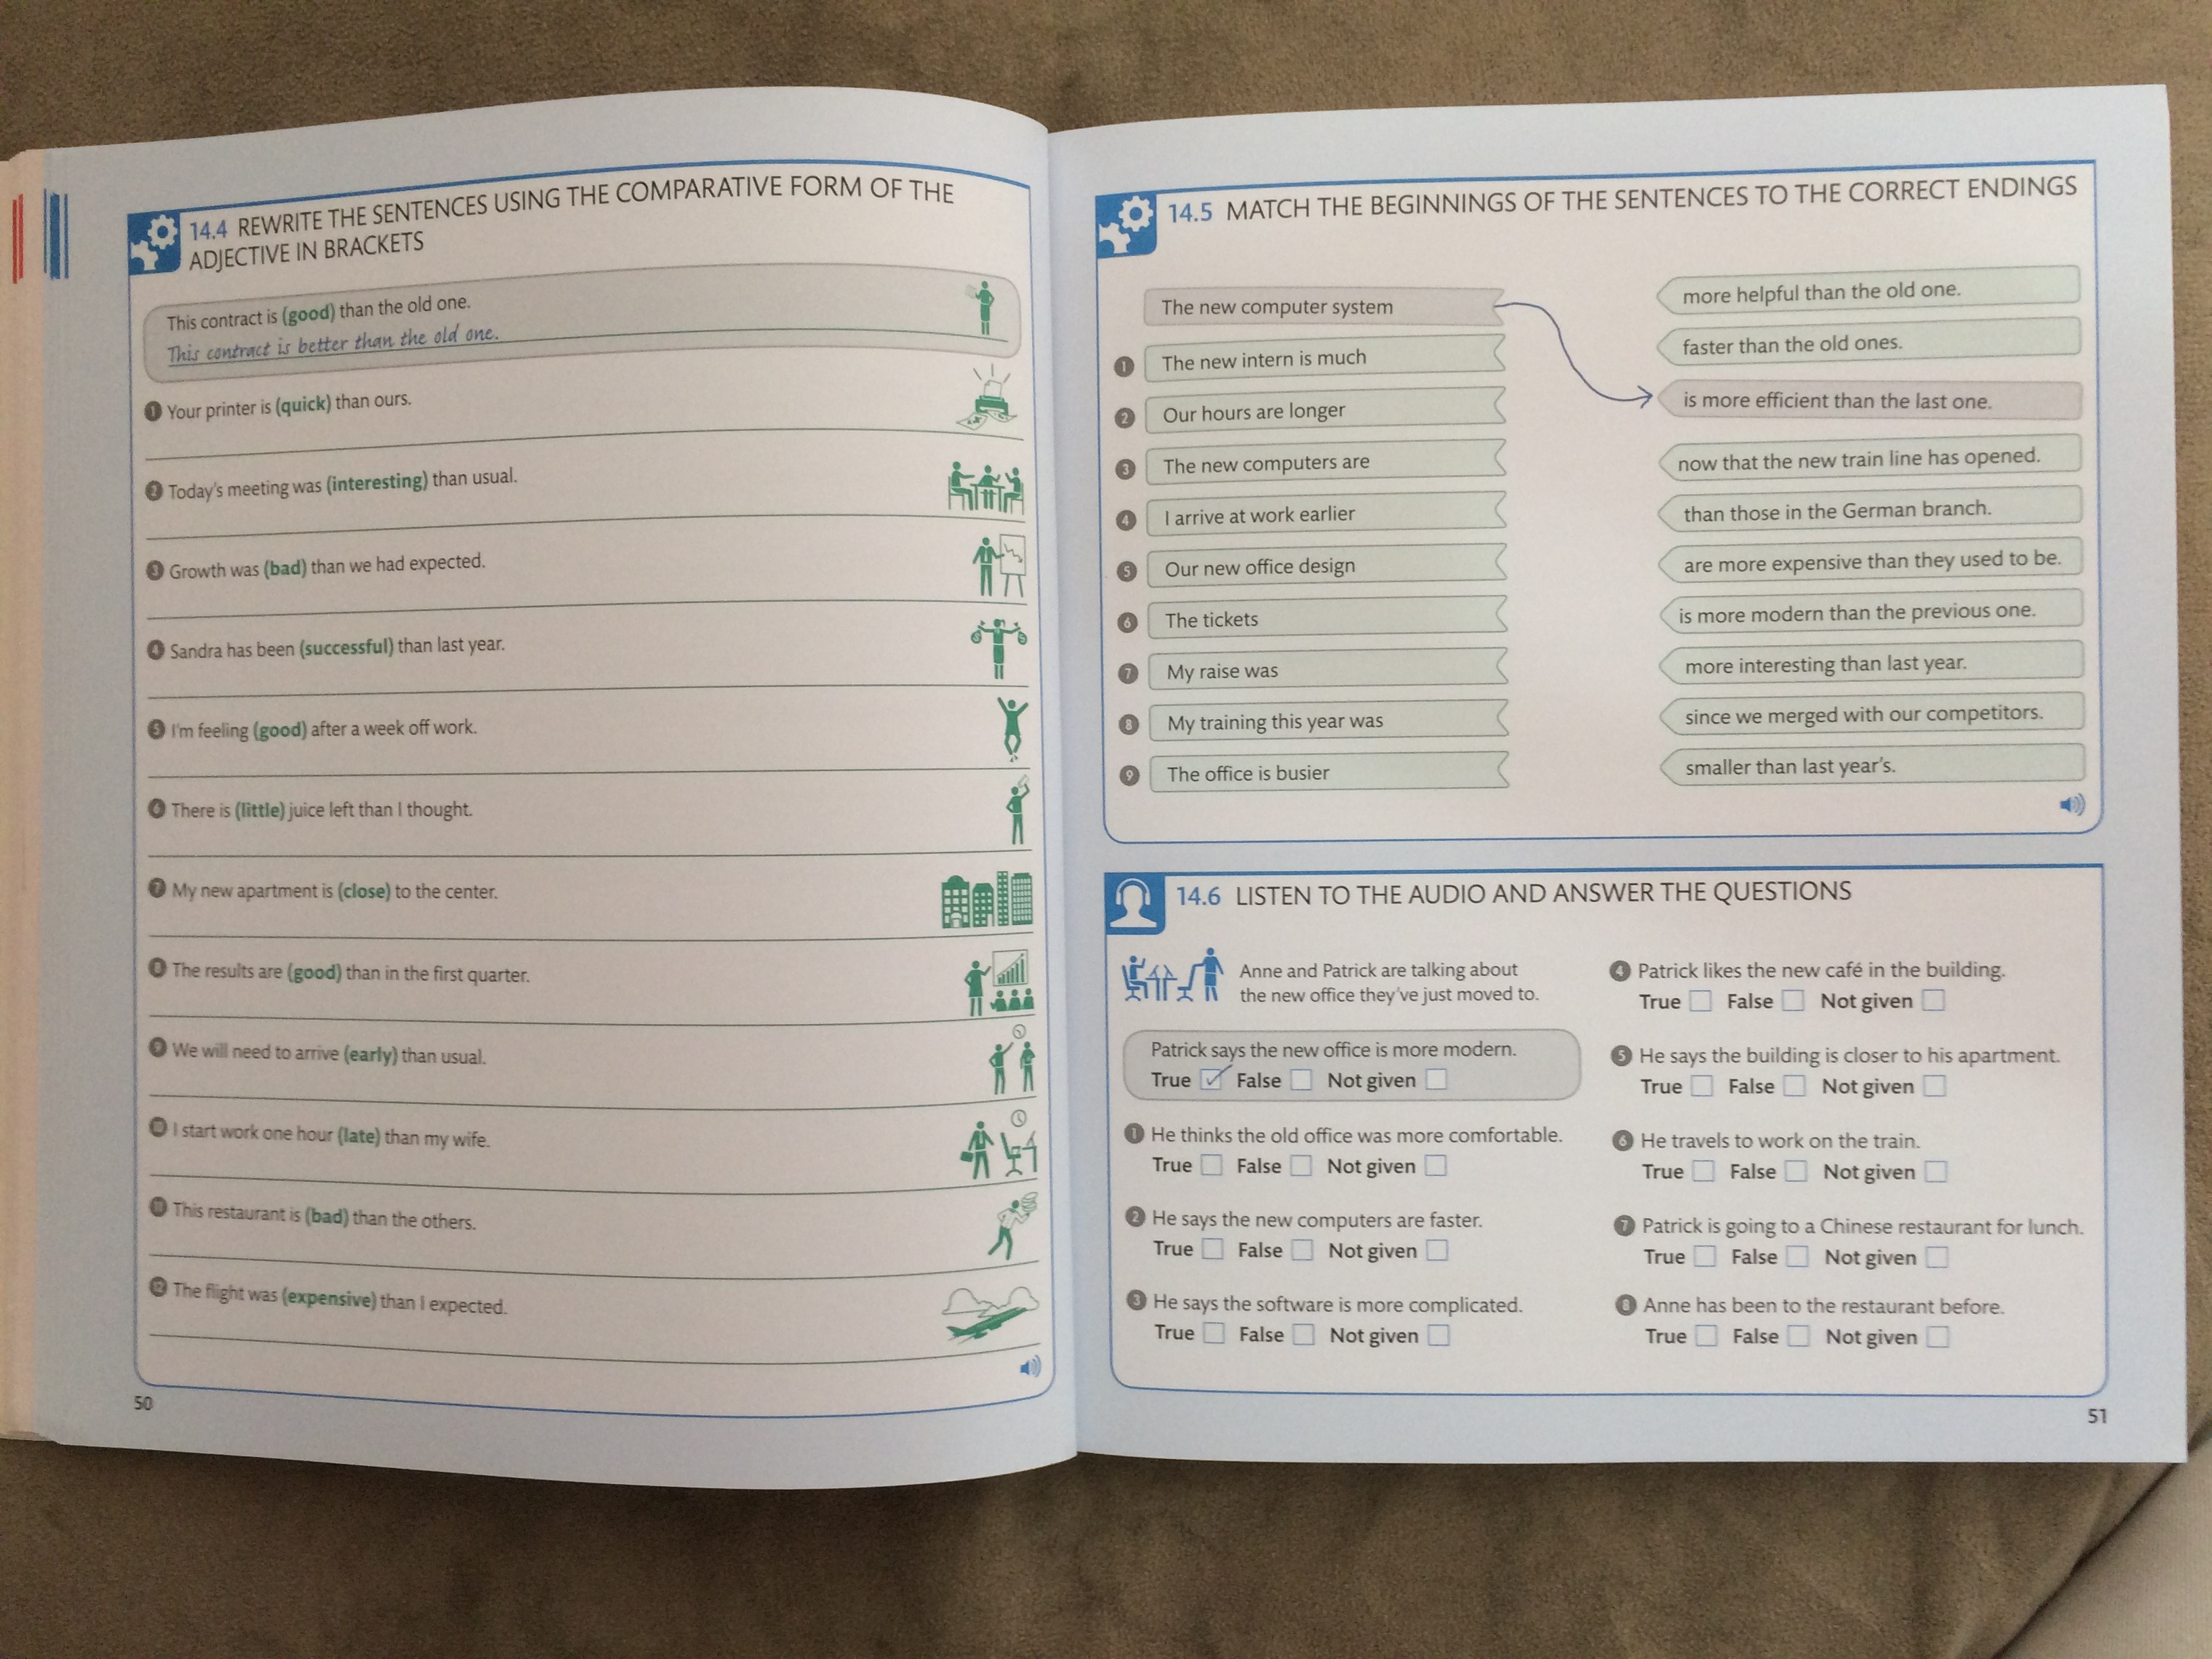 14.4 REWRITE THE SENTENCES USING THE COMPARATIVE FORM OF THE
ADJECTIVE IN BRACKETS
This contract is (good) than the old one.
This contract is better than the old one.
1 Your printer is (quick) than ours.
2 Today's meeting was (interesting) than usual.
3 Growth was (bad) than we had expected.
4 Sandra has been (successful) than last year.
5 I'm feeling (good) after a week off work.
6 There is (little) juice left than I thought.
7 My new apartment is (close) to the center.
8 The results are (good) than in the first quarter.
9 We will need to arrive (early) than usual.
10 I start work one hour (late) than my wife.
11 This restaurant is (bad) than the others.
12 The flight was (expensive) than I expected.
50
14.5 MATCH THE BEGINNINGS OF THE SENTENCES TO THE CORRECT ENDINGS
The new computer system
1 The new intern is much
2 Our hours are longer
3 The new computers are
4 I arrive at work earlier
5 Our new office design
6 The tickets
7 My raise was
8 My training this year was
9 The office is busier
more helpful than the old one.
faster than the old ones.
is more efficient than the last one.
now that the new train line has opened.
than those in the German branch.
are more expensive than they used to be.
is more modern than the previous one.
more interesting than last year.
since we merged with our competitors.
smaller than last year's.
14.6 LISTEN TO THE AUDIO AND ANSWER THE QUESTIONS
Anne and Patrick are talking about
the new office they've just moved to.
Patrick says the new office is more modern.
True False Not given
1 He thinks the old office was more comfortable.
True False Not given
2 He says the new computers are faster.
True False Not given
3 He says the software is more complicated.
True False Not given
4 Patrick likes the new café in the building.
True False Not given
5 He says the building is closer to his apartment.
True False Not given
6 He travels to work on the train.
True False Not given
7 Patrick is going to a Chinese restaurant for lunch.
True False Not given
8 Anne has been to the restaurant before.
True False Not given
51